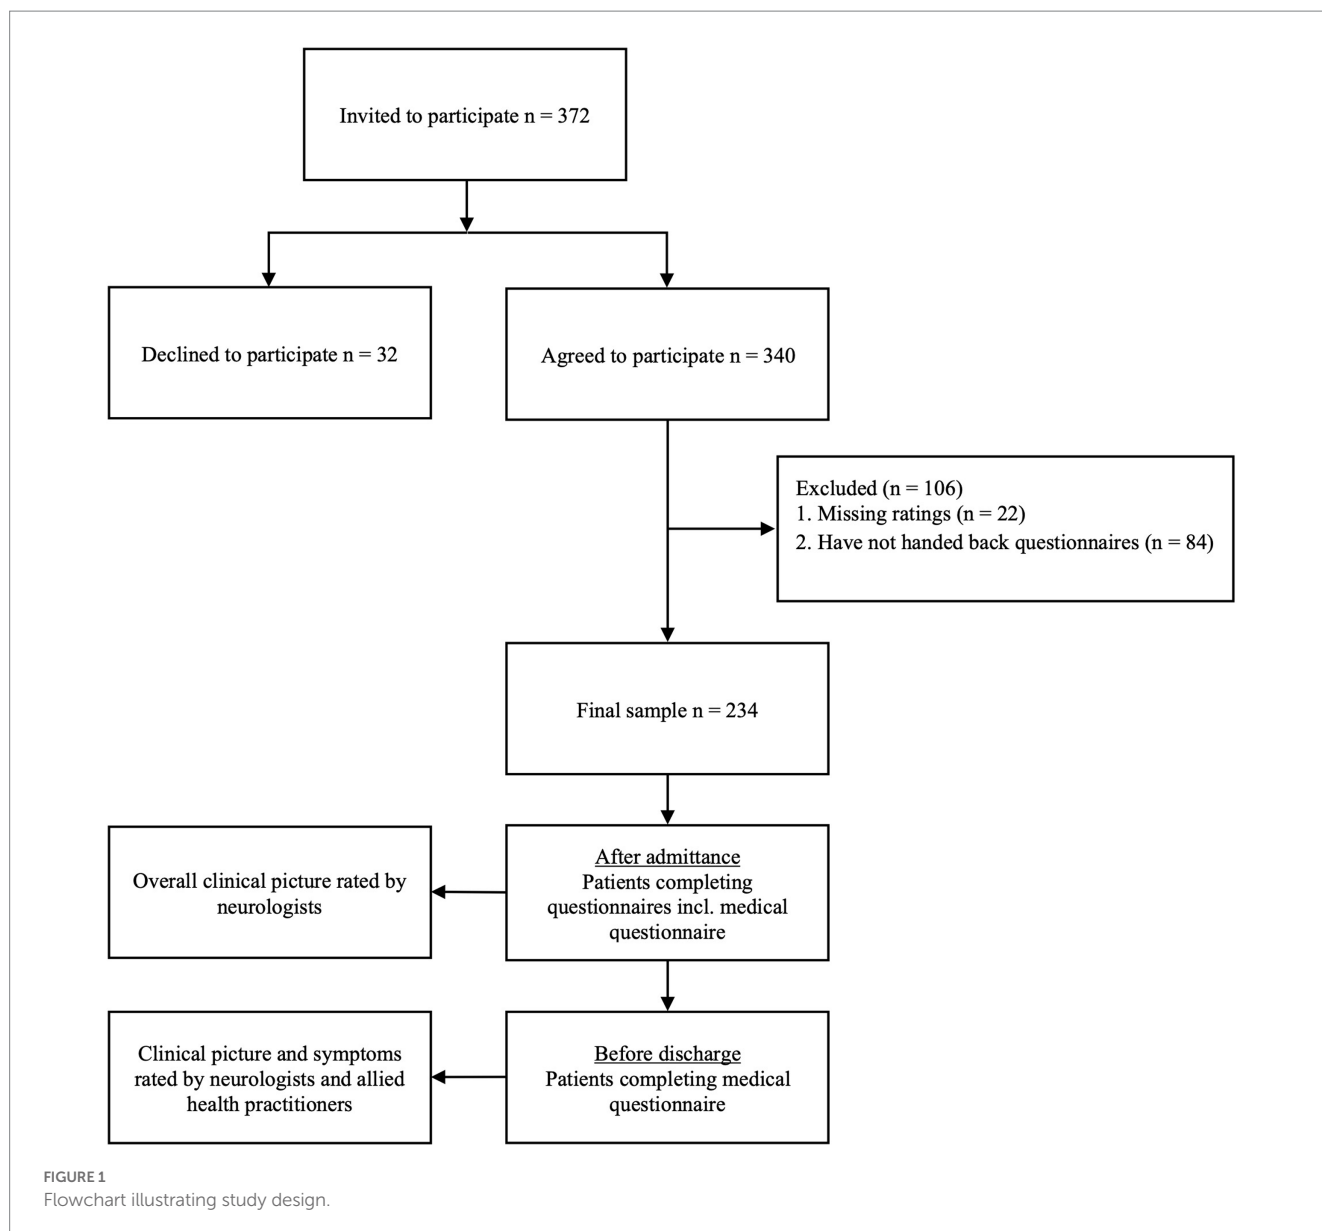 Invited to participate n = 372
Declined to participate n = 32
Agreed to participate n = 340
Excluded (n = 106)
1. Missing ratings (n = 22)
2. Have not handed back questionnaires (n = 84)
Final sample n = 234
Overall clinical picture rated by
neurologists
After admittance
Patients completing
questionnaires incl. medical
questionnaire
Clinical picture and symptoms
rated by neurologists and allied
health practitioners
Before discharge
Patients completing medical
questionnaire
FIGURE 1
Flowchart illustrating study design.